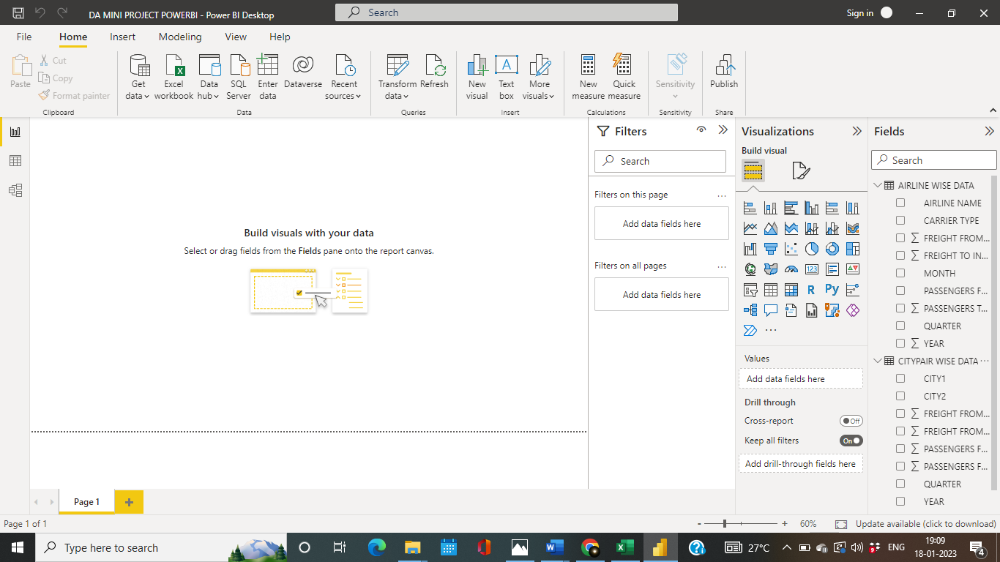 DA MINI PROJECT POWERBI - Power BI Desktop
Search
Sign in
File Home Insert Modeling View Help
Paste
Cut
Copy
Format painter
Clipboard
Get data
Excel workbook
Data hub
SQL Server
Enter data
Dataverse
Recent sources
Data
Transform data
Refresh
Queries
New visual
Text box
More visuals
Insert
New measure
Quick measure
Calculations
Sensitivity
Sensitivity
Publish
Share
Build visuals with your data
Select or drag fields from the Fields pane onto the report canvas.
Filters
Search
Filters on this page ...
Add data fields here
Filters on all pages ...
Add data fields here
Visualizations
Build visual
123
R
Py
...
Values
Add data fields here
Drill through
Cross-report Off
Keep all filters On
Add drill-through fields here
Fields
Search
AIRLINE WISE DATA
AIRLINE NAME
CARRIER TYPE
∑ FREIGHT FROM...
∑ FREIGHT TO IN...
MONTH
PASSENGERS F...
∑ PASSENGERS T...
QUARTER
∑ YEAR
CITYPAIR WISE DATA ...
CITY1
CITY2
∑ FREIGHT FROM...
∑ FREIGHT FROM...
∑ PASSENGERS F...
∑ PASSENGERS F...
QUARTER
YEAR
Page 1
Page 1 of 1
- + 60%
Update available (click to download)
Type here to search
27°C
ENG
19:09
18-01-2023
4